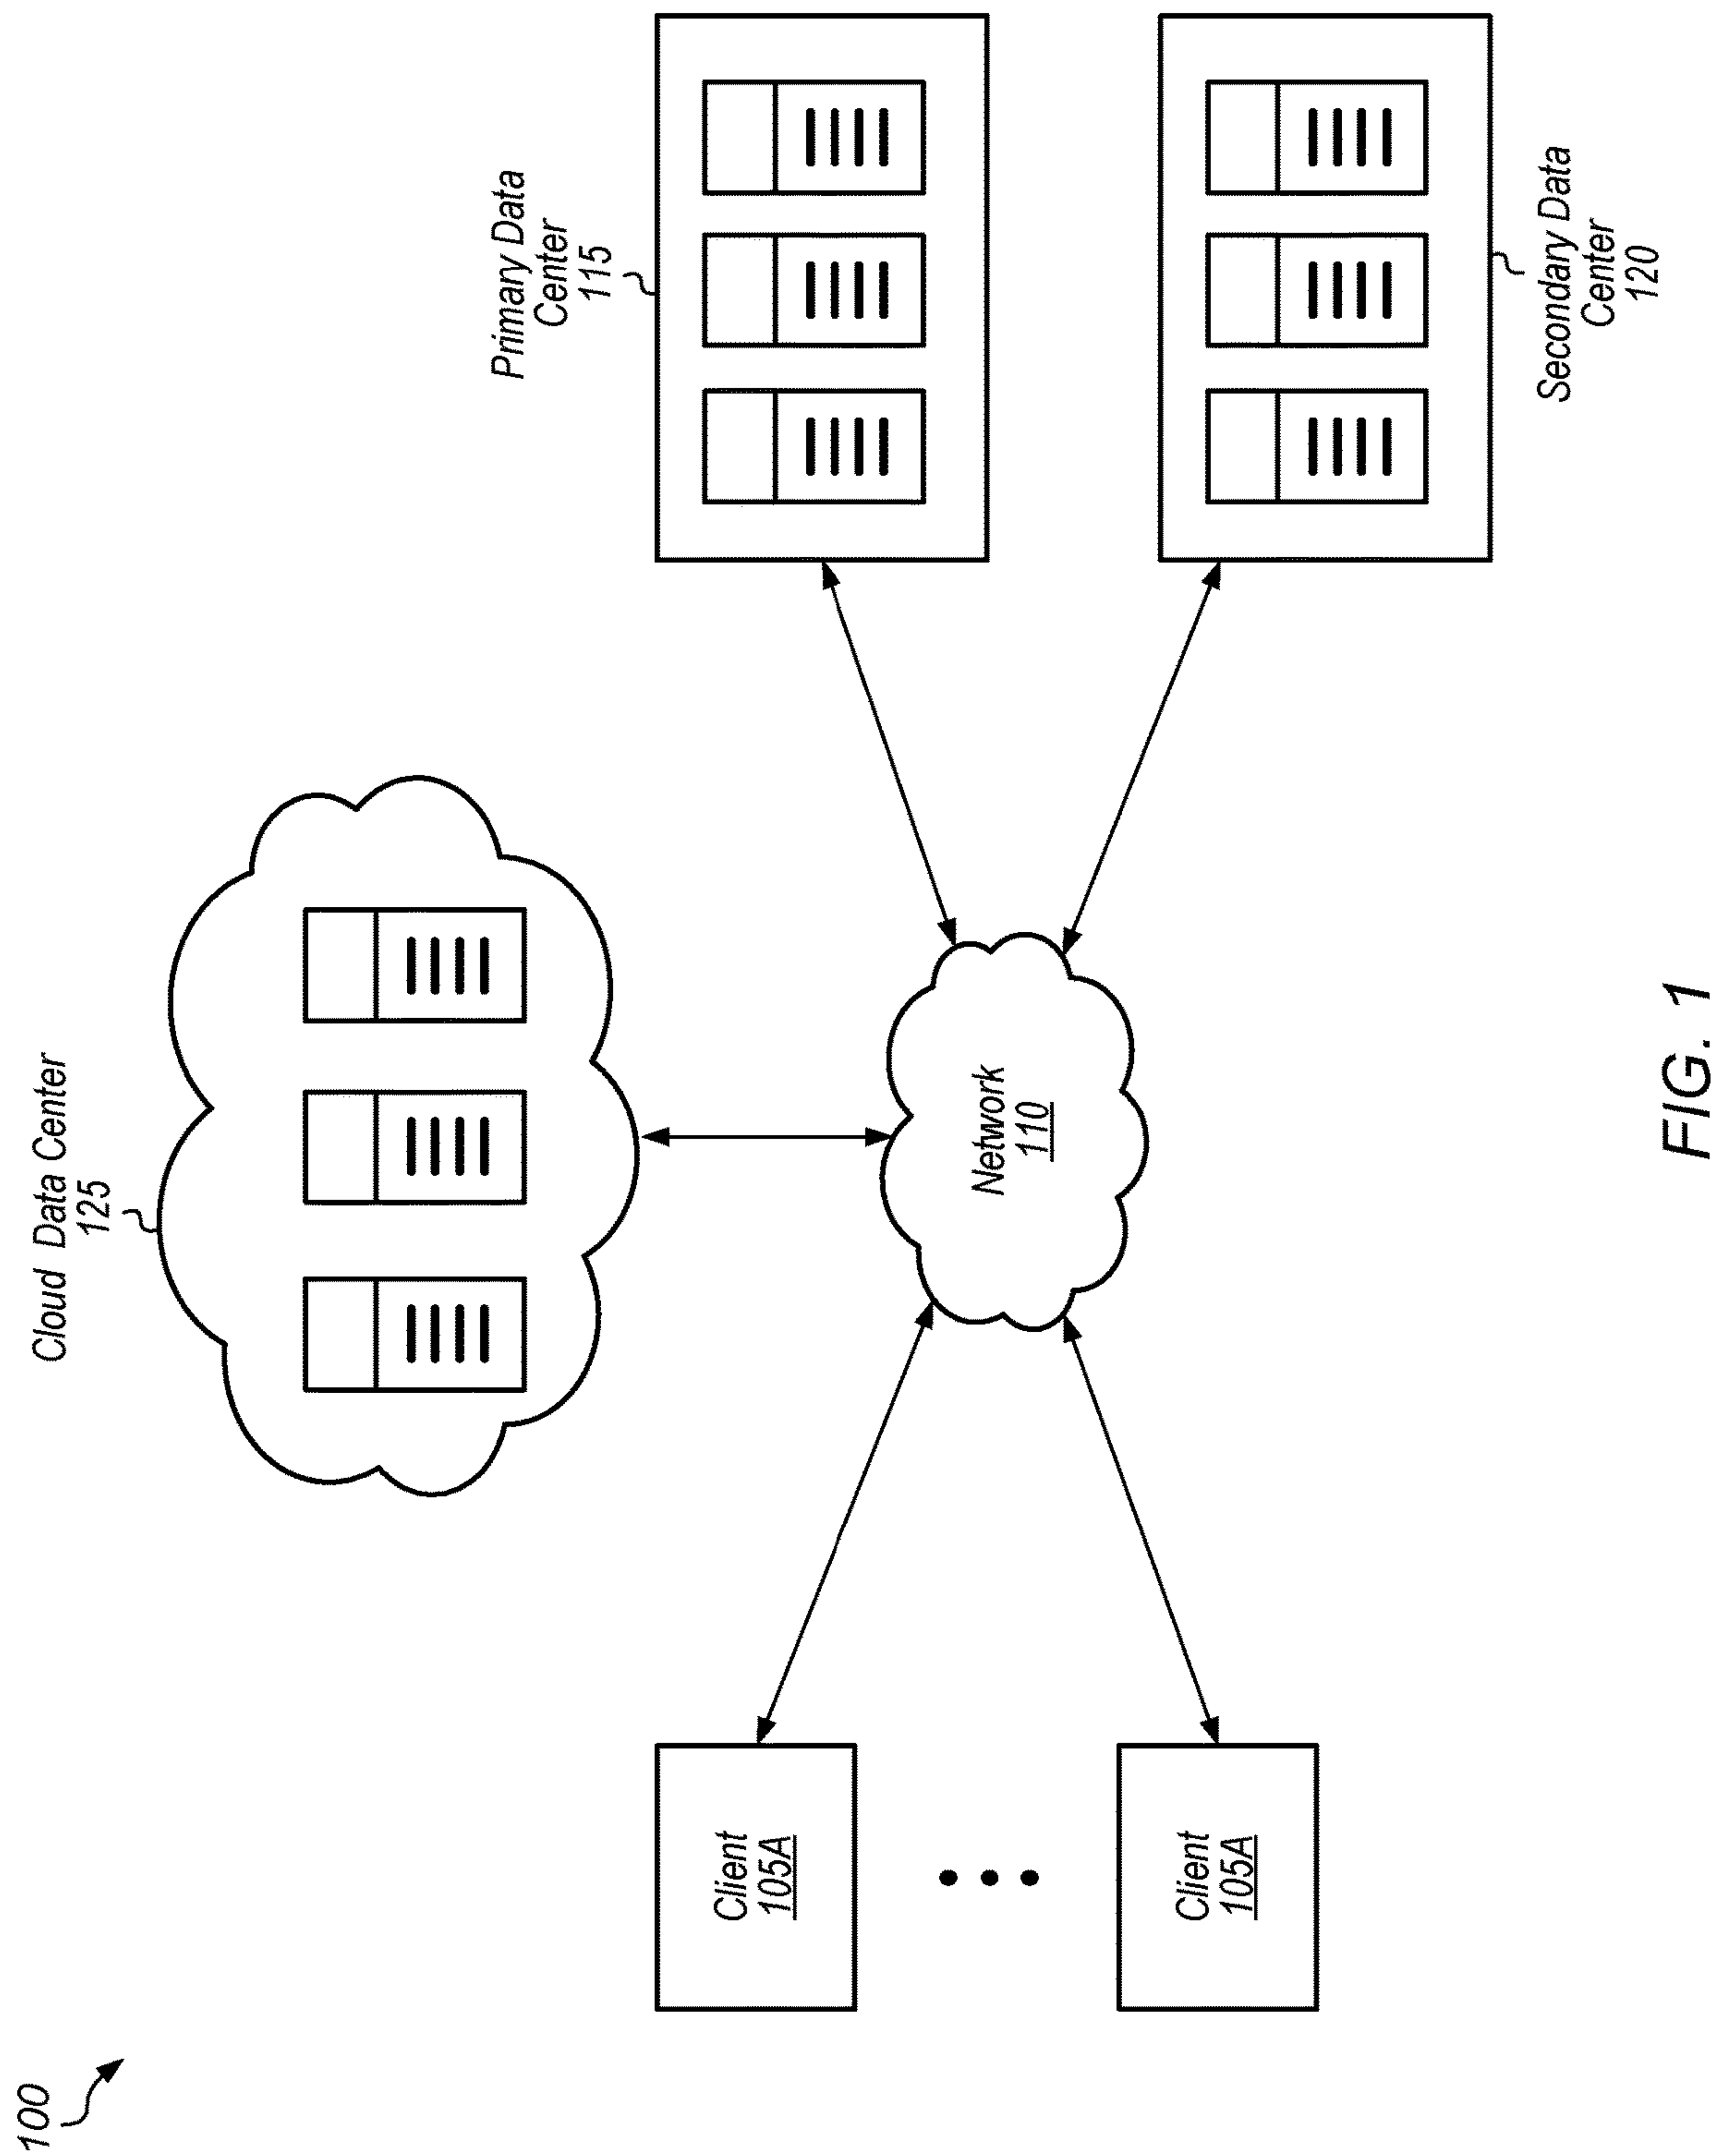 100
Cloud Data Center
125
Primary Data
Center
115
Client
105A
Network
110
Client
105A
Secondary Data
Center
120
FIG. 1